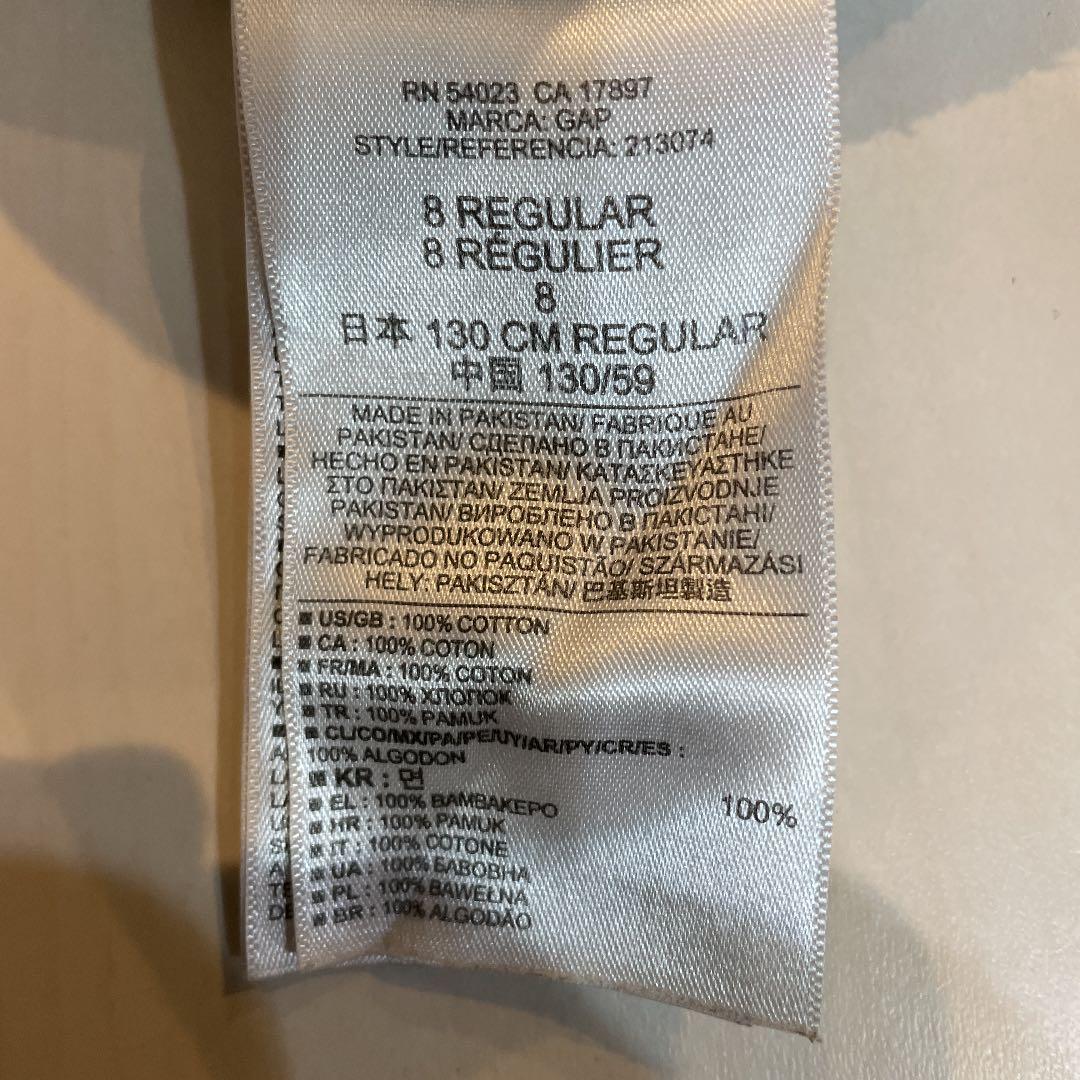 RN 54023 CA 17897
MARCA: GAP
STYLE/REFERENCIA: 213074
8 REGULAR
8 RÉGULIER
8
日本 130 CM REGULAR
中国 130/59
MADE IN PAKISTAN/ FABRIQUE AU
PAKISTAN/ СДЕЛАНО В ПАКИСТАНЕ/
HECHO EN PAKISTAN/ ΚΑΤΑΣΚΕΥΑΣΤΗΚΕ
ΣΤΟ ΠΑΚΙΣΤΑΝ/ ZEMLJA PROIZVODNJE
PAKISTAN/ ВИРОБЛЕНО В ПАКІСТАНІ/
WYPRODUKOWANO W PAKISTANIE/
FABRICADO NO PAQUISTÃO/ SZÁRMAZÁSI
HELY: PAKISZTÁN/ 巴基斯坦製造
■ US/GB : 100% COTTON
■ CA : 100% COTON
■ FR/MA : 100% COTON
■ RU : 100% ХЛОПОК
■ TR : 100% PAMUK
■ CL/CO/MX/PA/PE/UY/AR/PY/CR/ES :
100% ALGODON
■ KR : 면 100%
■ EL : 100% ΒΑΜΒΑΚΕΡΟ
■ HR : 100% PAMUK
■ IT : 100% COTONE
■ UA : 100% БАВОВНА
■ PL : 100% BAWEŁNA
■ BR : 100% ALGODÃO